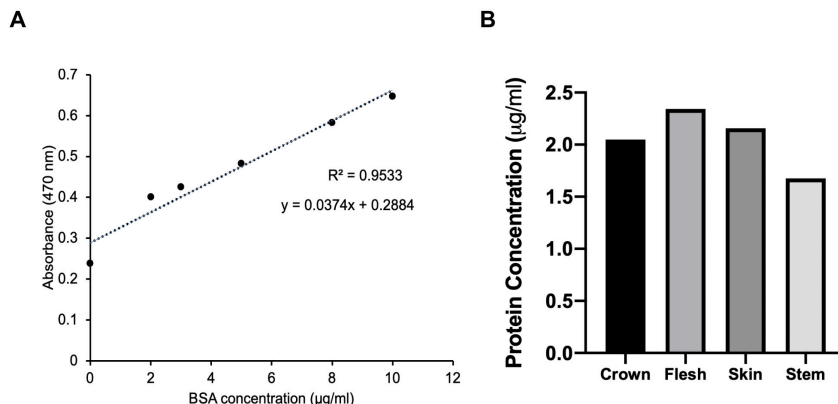 A
Absorbance (470 nm)
0.7
0.6
0.5
0.4
0.3
0.2
0.1
0
R² = 0.9533
y = 0.0374x + 0.2884
0 2 4 6 8 10 12
BSA concentration (µg/ml)
B
Protein Concentration (µg/ml)
2.5
2.0
1.5
1.0
0.5
0.0
Crown Flesh Skin Stem